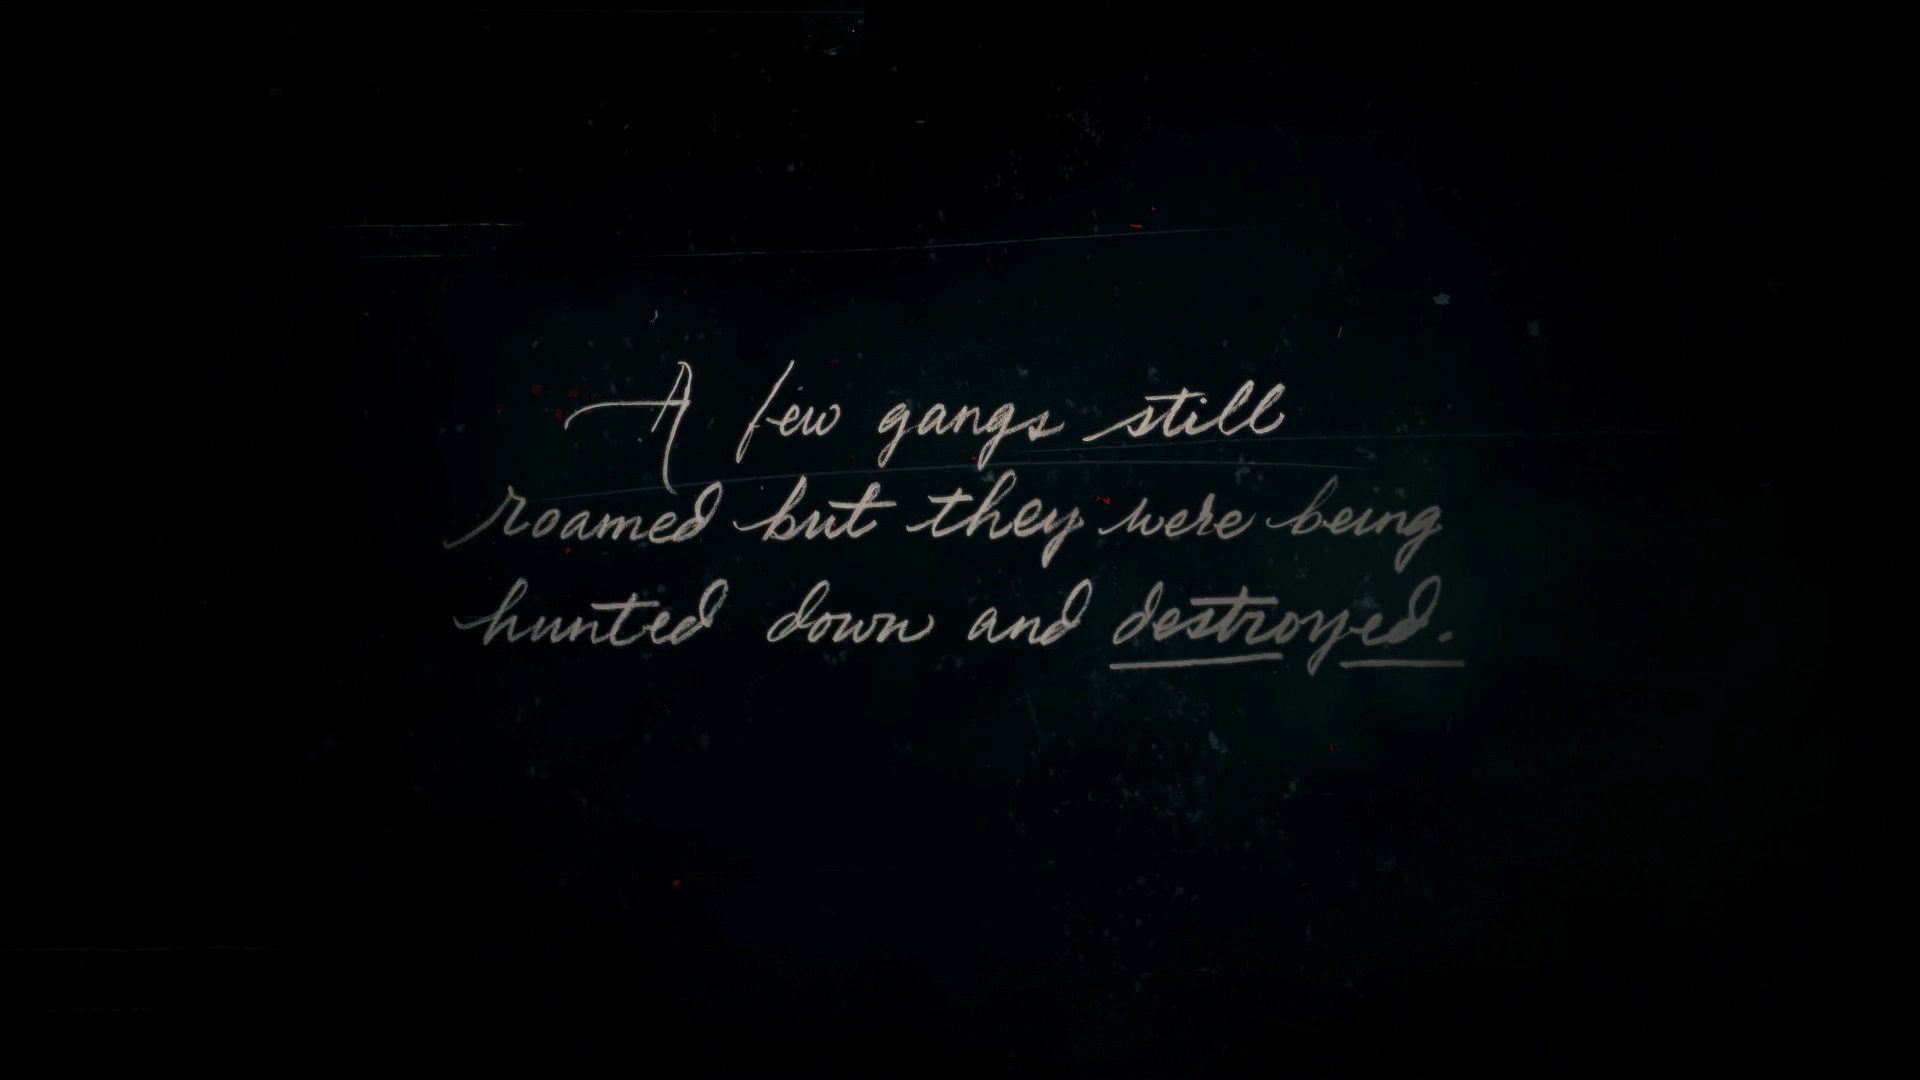 A few gangs still
roamed but they were being
hunted down and destroyed.